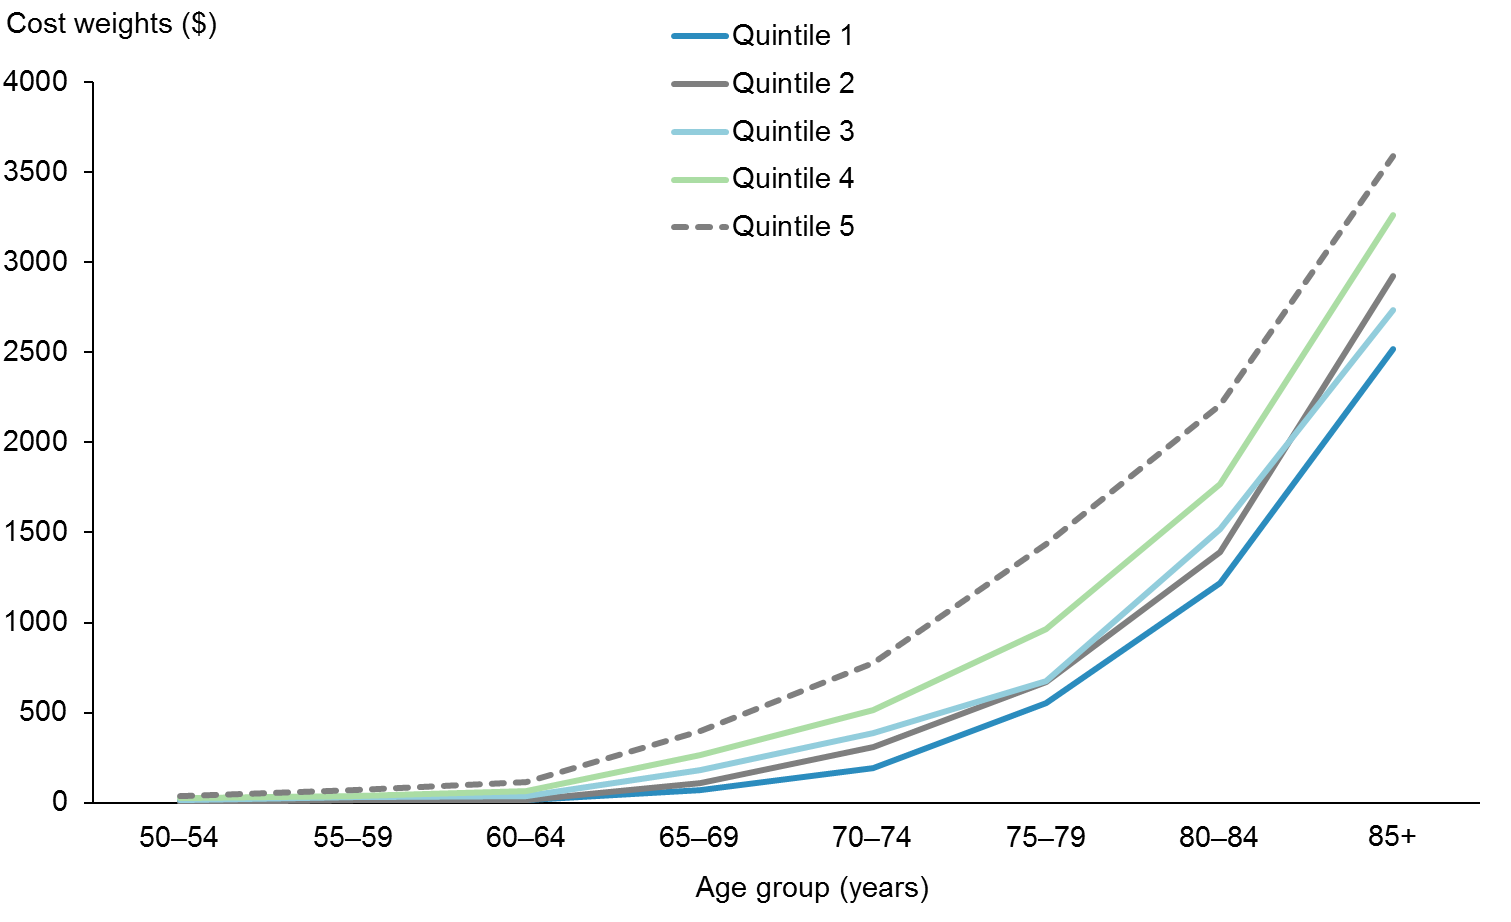 Cost weights ($)
Quintile 1
Quintile 2
Quintile 3
Quintile 4
Quintile 5
4000
3500
3000
2500
2000
1500
1000
500
0
50–54 55–59 60–64 65–69 70–74 75–79 80–84 85+
Age group (years)